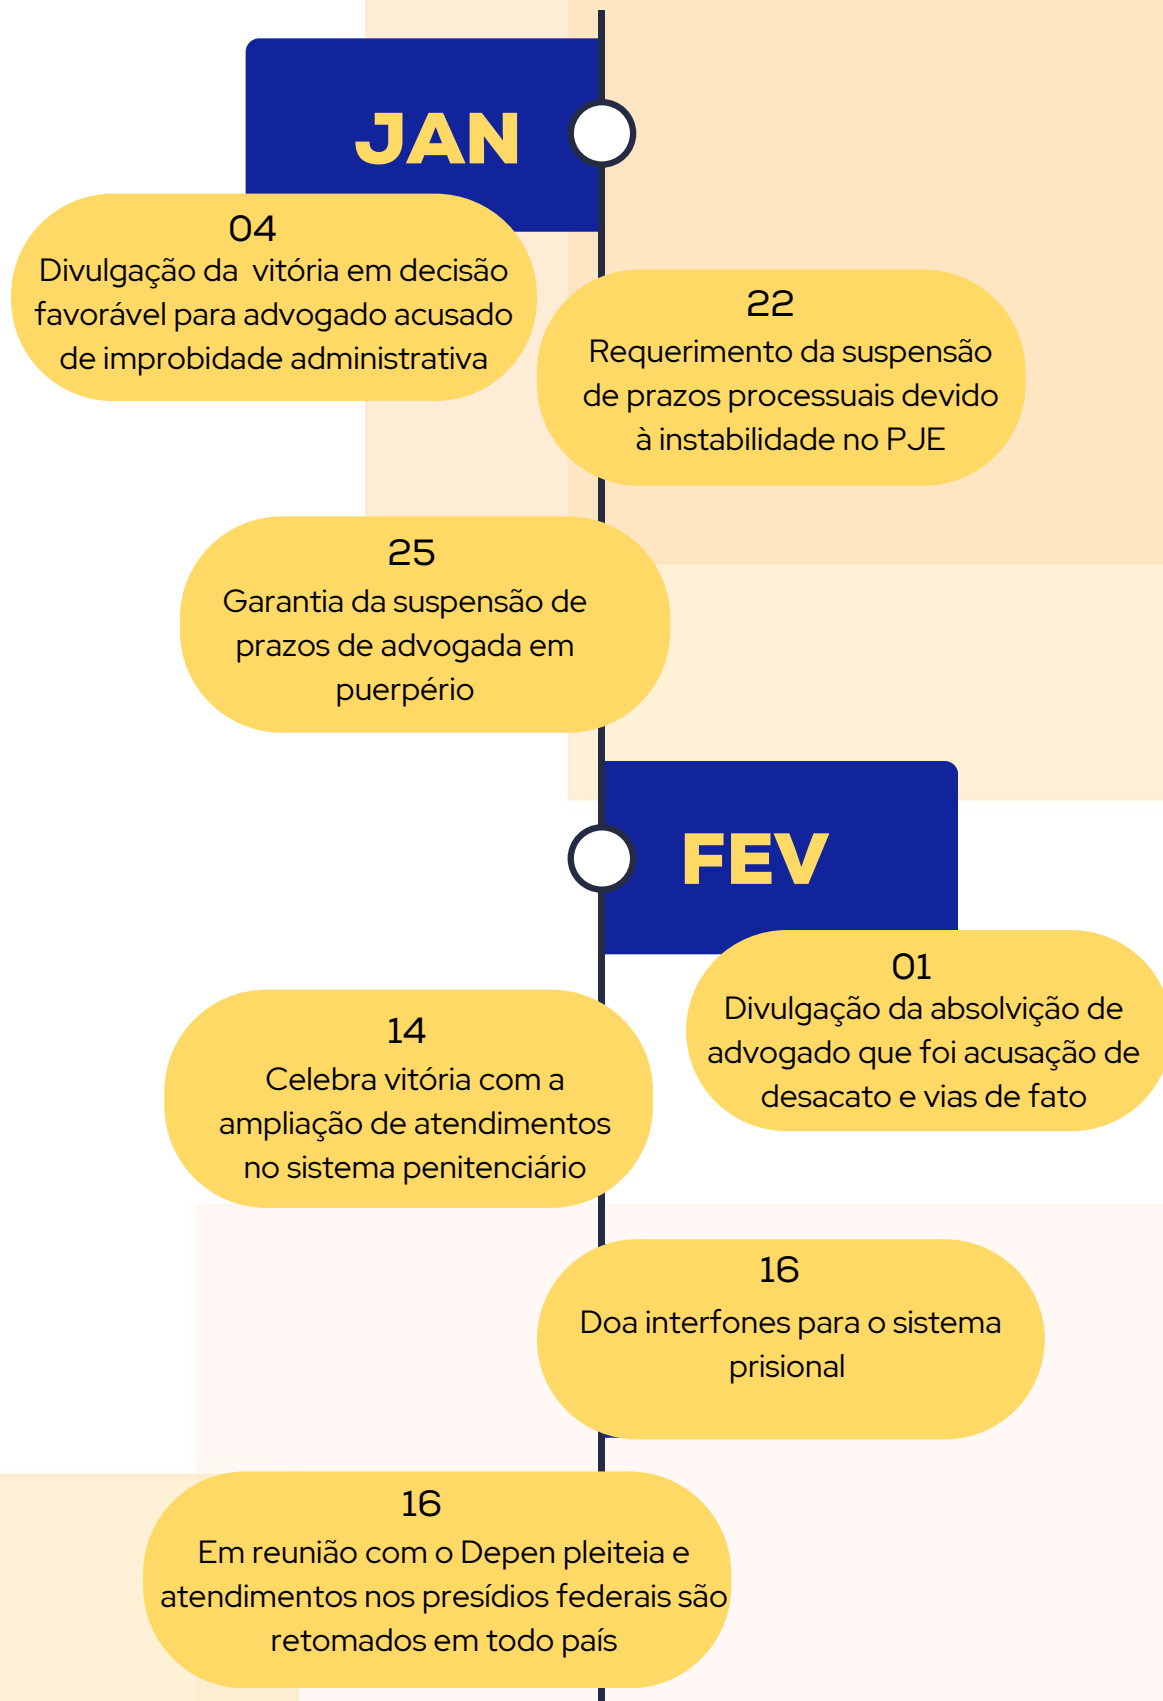 JAN
04
Divulgação da vitória em decisão
favorável para advogado acusado
de improbidade administrativa
22
Requerimento da suspensão
de prazos processuais devido
à instabilidade no PJE
25
Garantia da suspensão de
prazos de advogada em
puerpério
FEV
01
Divulgação da absolvição de
advogado que foi acusação de
desacato e vias de fato
14
Celebra vitória com a
ampliação de atendimentos
no sistema penitenciário
16
Doa interfones para o sistema
prisional
16
Em reunião com o Depen pleiteia e
atendimentos nos presídios federais são
retomados em todo país